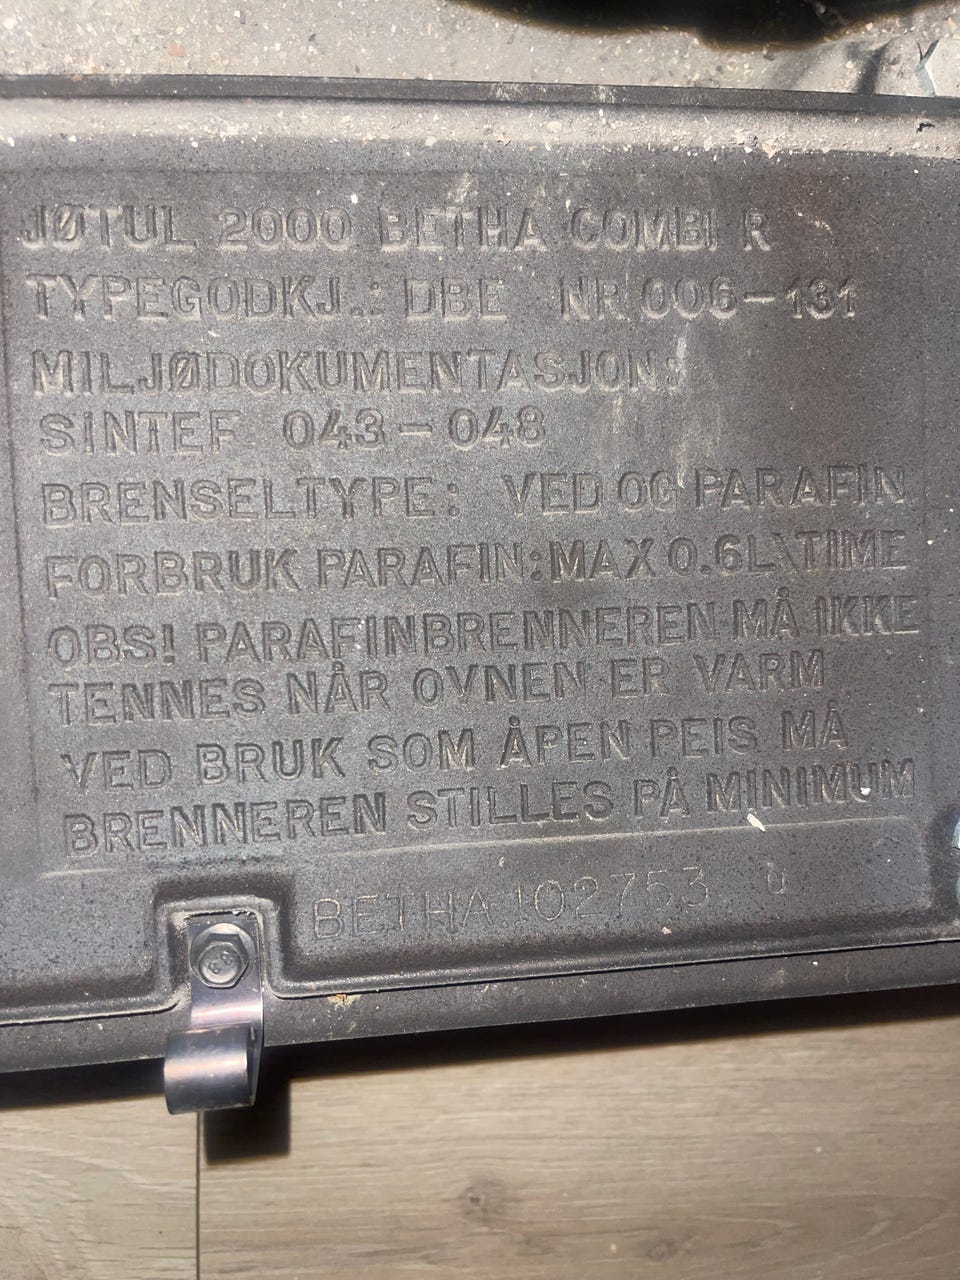 JØTUL 2000 BETHA COMBI R
TYPEGODKJ.: DBE NR 006-131
MILJØDOKUMENTASJON:
SINTEF 043-048
BRENSELTYPE: VED OG PARAFIN
FORBRUK PARAFIN: MAX 0.6L\TIME
OBS! PARAFINBRENNEREN MÅ IKKE
TENNES NÅR OVNEN ER VARM
VED BRUK SOM ÅPEN PEIS MÅ
BRENNEREN STILLES PÅ MINIMUM
BETHA 102753